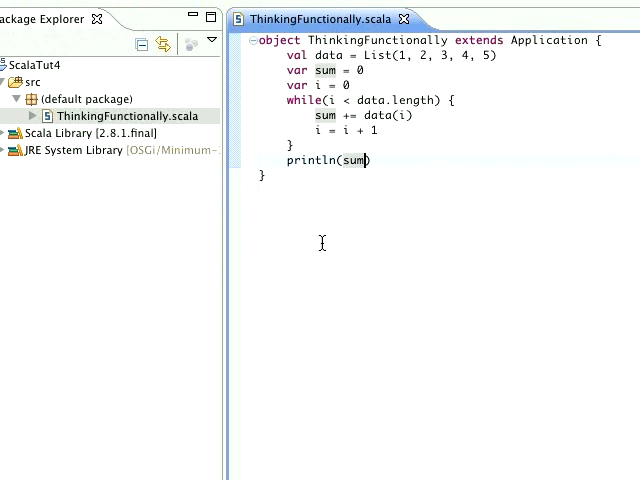 ackage Explorer
ScalaTut4
src
(default package)
ThinkingFunctionally.scala
Scala Library [2.8.1.final]
JRE System Library [OSGi/Minimum-1
ThinkingFunctionally.scala
object ThinkingFunctionally extends Application {
val data = List(1, 2, 3, 4, 5)
var sum = 0
var i = 0
while(i < data.length) {
sum += data(i)
i = i + 1
}
println(sum)
}